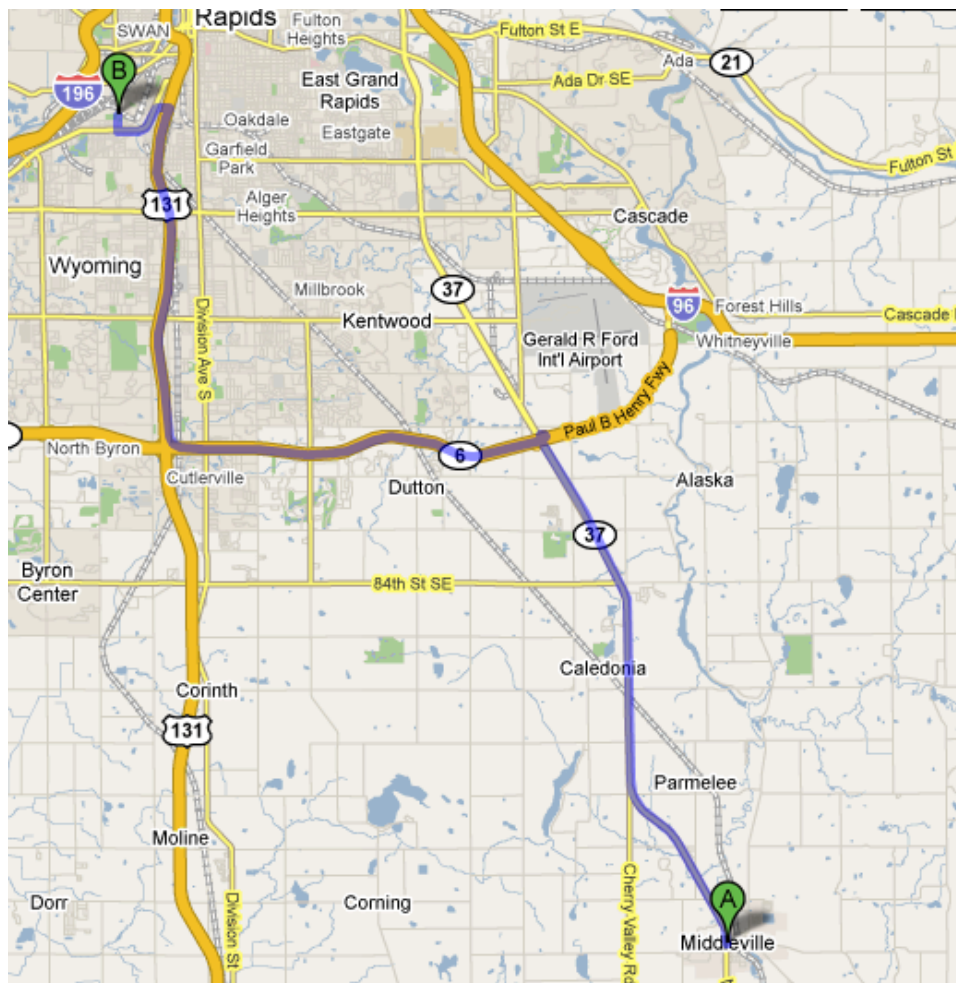 Rapids
SWAN
Fulton
Heights
Fulton St E
B
196
East Grand
Rapids
Ada
21
Ada Dr SE
Oakdale
Eastgate
Garfield
Park
Fulton St
131
Alger
Heights
Cascade
Wyoming
Millbrook
37
96
Forest Hills
Kentwood
Cascade
Division Ave S
Gerald R Ford
Int'l Airport
Whitneyville
Paul B Henry Fwy
North Byron
6
Cutlerville
Dutton
Alaska
37
Byron
Center
84th St SE
Caledonia
Corinth
131
Parmelee
Moline
A
Dorr
Corning
Division St
Cherry Valley Rd
Middleville